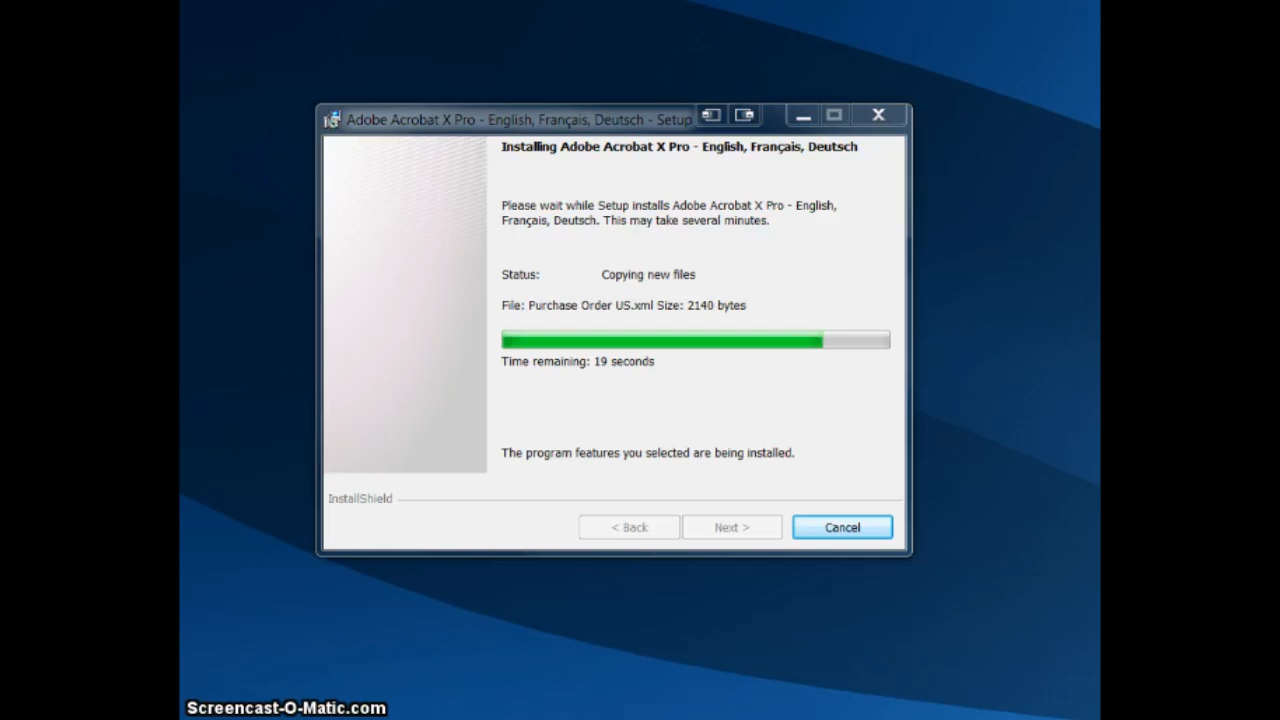 Adobe Acrobat X Pro - English, Français, Deutsch - Setup
Installing Adobe Acrobat X Pro - English, Français, Deutsch
Please wait while Setup installs Adobe Acrobat X Pro - English,
Français, Deutsch. This may take several minutes.
Status: Copying new files
File: Purchase Order US.xml Size: 2140 bytes
Time remaining: 19 seconds
The program features you selected are being installed.
InstallShield
< Back Next > Cancel
Screencast-O-Matic.com